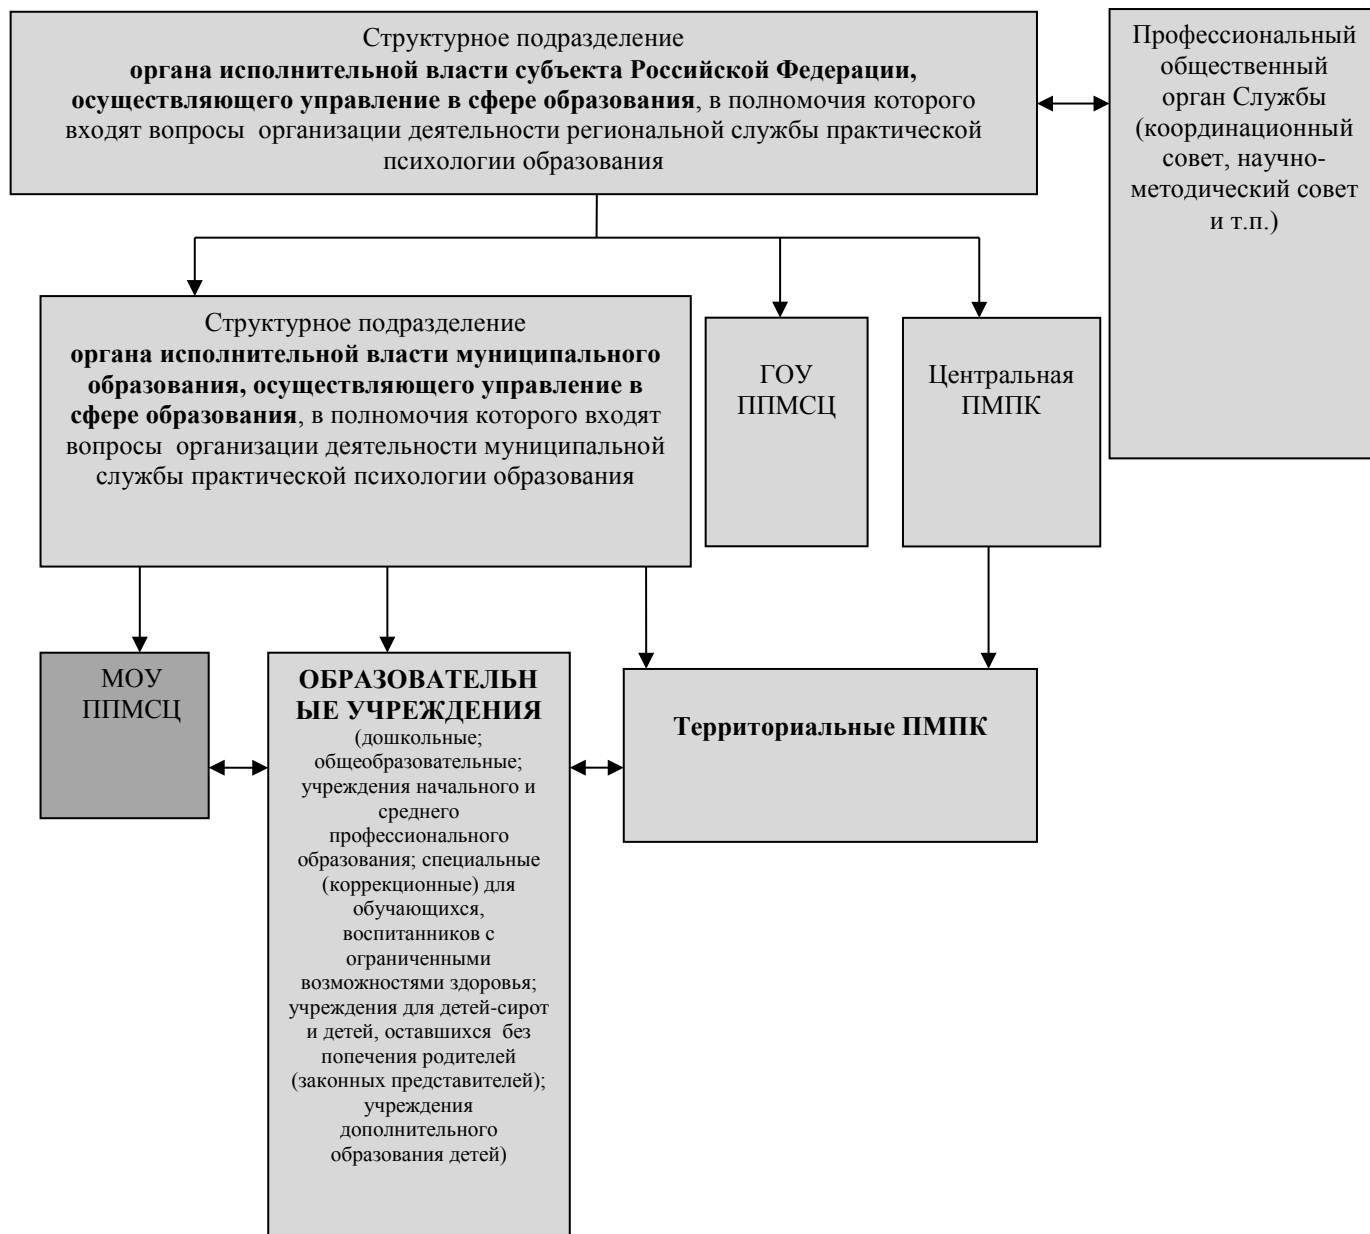 Структурное подразделение
органа исполнительной власти субъекта Российской Федерации,
осуществляющего управление в сфере образования, в полномочия которого
входят вопросы организации деятельности региональной службы практической
психологии образования
Профессиональный
общественный
орган Службы
(координационный
совет, научно-
методический совет
и т.п.)
Структурное подразделение
органа исполнительной власти муниципального
образования, осуществляющего управление в
сфере образования, в полномочия которого входят
вопросы организации деятельности муниципальной
службы практической психологии образования
ГОУ
ППМСЦ
Центральная
ПМПК
МОУ
ППМСЦ
ОБРАЗОВАТЕЛЬН
ЫЕ УЧРЕЖДЕНИЯ
(дошкольные;
общеобразовательные;
учреждения начального и
среднего
профессионального
образования; специальные
(коррекционные) для
обучающихся,
воспитанников с
ограниченными
возможностями здоровья;
учреждения для детей-сирот
и детей, оставшихся без
попечения родителей
(законных представителей);
учреждения
дополнительного
образования детей)
Территориальные ПМПК